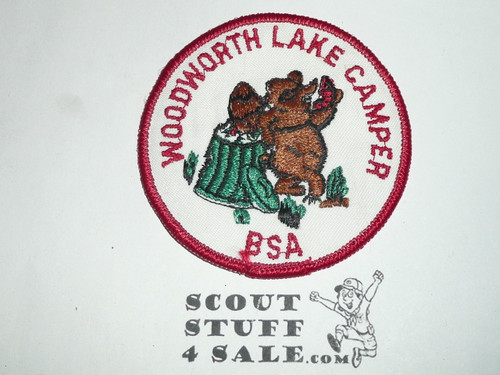 WOODWORTH LAKE CAMPER
BSA
SCOUT
STUFF
4 SALE.COM